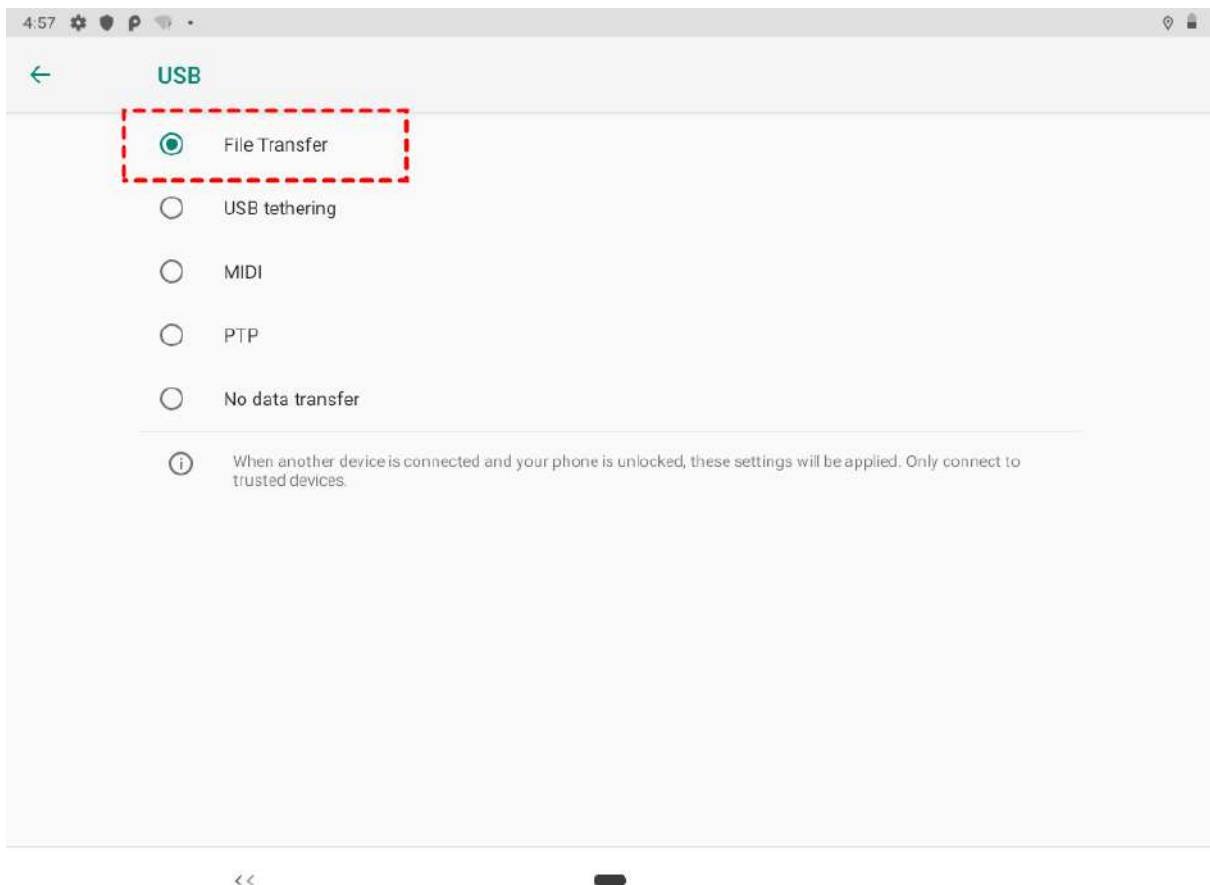 4:57
USB
File Transfer
USB tethering
MIDI
PTP
No data transfer
When another device is connected and your phone is unlocked, these settings will be applied. Only connect to
trusted devices.